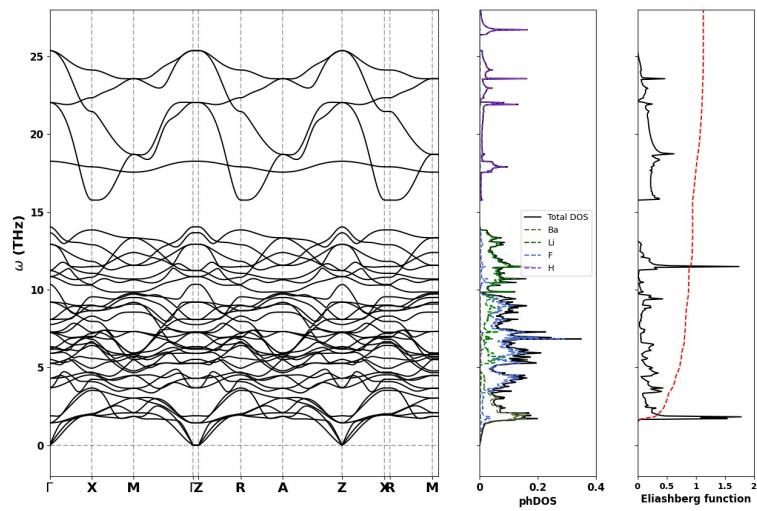 25
20
15
10
5
0
ω (THz)
Γ X M Γ Z R A Z X R M
Total DOS
Ba
Li
F
H
0 0.2 0.4
phDOS
0 0.5 1 1.5 2
Eliashberg function